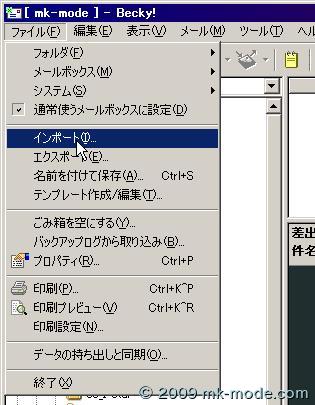 [ mk-mode ] - Becky!
ファイル(F) 編集(E) 表示(V) メール(M) ツール(T) ヘル
フォルダ(F)
メールボックス(M)
システム(S)
通常使うメールボックスに設定(D)
インポート(I)...
エクスポート(E)...
名前を付けて保存(A)... Ctrl+S
テンプレート作成/編集(T)...
ごみ箱を空にする(Y)...
バックアップログから取り込み(B)...
プロパティ(R)... Ctrl+P
差出
件名
印刷(P)... Ctrl+K^P
印刷プレビュー(V) Ctrl+K^R
印刷設定(N)...
データの持ち出しと同期(O)...
終了(X)
© 2009 mk-mode.com